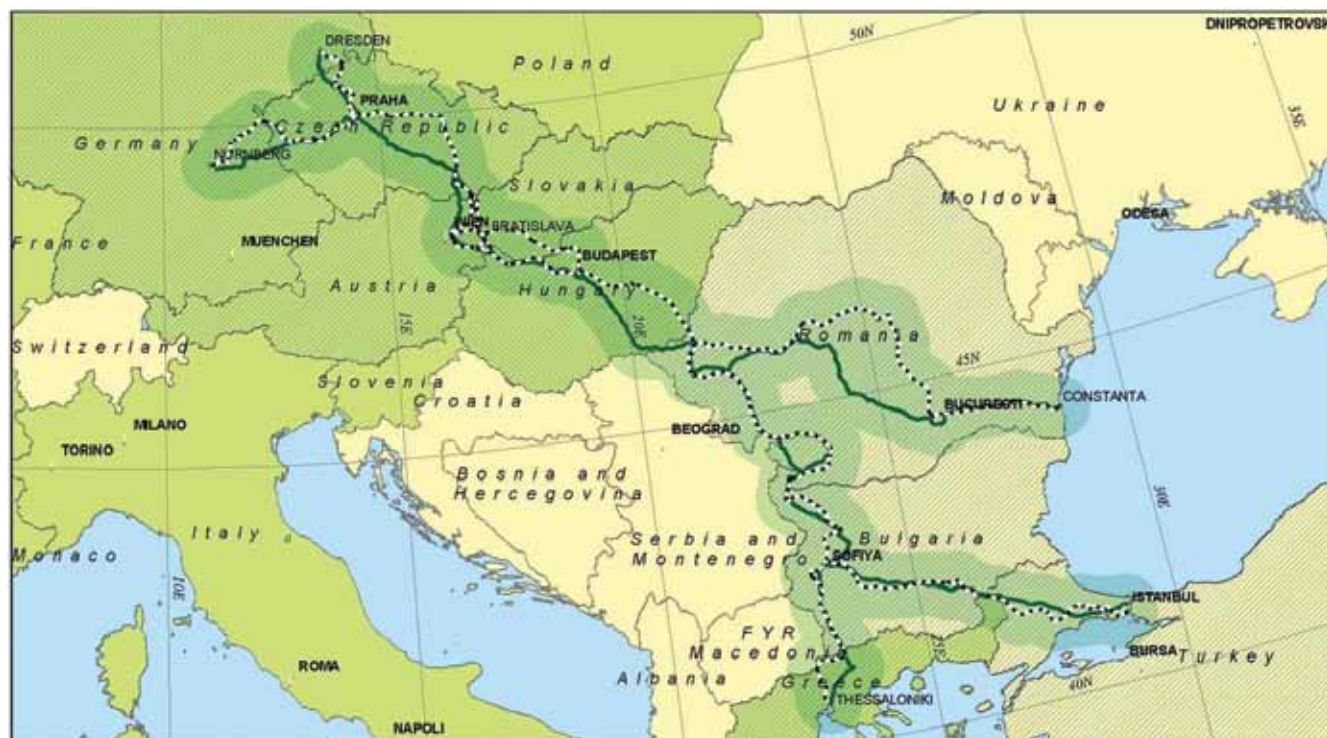 DNIPROPETROVSK
50N
DRESDEN
Poland
Ukraine
35E
PRAHA
Czech Republic
Germany
NÜRNBERG
Slovakia
Moldova
ODESA
WIEN
BRATISLAVA
France
MUENCHEN
BUDAPEST
Austria
Hungary
15E
20E
Romania
Switzerland
45N
Slovenia
Croatia
BUCURESTI
CONSTANTA
MILANO
BEOGRAD
TORINO
Bosnia and
Hercegovina
30E
Italy
Serbia and
Montenegro
Bulgaria
Monaco
SOFIYA
10E
ISTANBUL
FYR
Macedonia
ROMA
BURSA
Turkey
Albania
Greece
40N
THESSALONIKI
NAPOLI